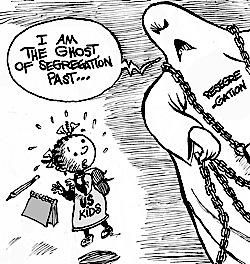 I AM
THE GHOST
OF SEGREGATION
PAST...
RESEGRE
-GATION
US
KIDS